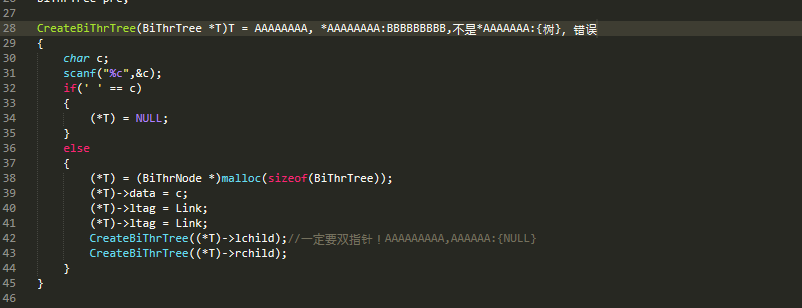 27
28 CreateBiThrTree(BiThrTree *T)T = AAAAAAAA, *AAAAAAAA:BBBBBBBBB,不是*AAAAAAA:{树}, 错误
29 {
30 char c;
31 scanf("%c",&c);
32 if(' ' == c)
33 {
34 (*T) = NULL;
35 }
36 else
37 {
38 (*T) = (BiThrNode *)malloc(sizeof(BiThrTree));
39 (*T)->data = c;
40 (*T)->ltag = Link;
41 (*T)->ltag = Link;
42 CreateBiThrTree((*T)->lchild);//一定要双指针！AAAAAAAAA,AAAAAA:{NULL}
43 CreateBiThrTree((*T)->rchild);
44 }
45 }
46